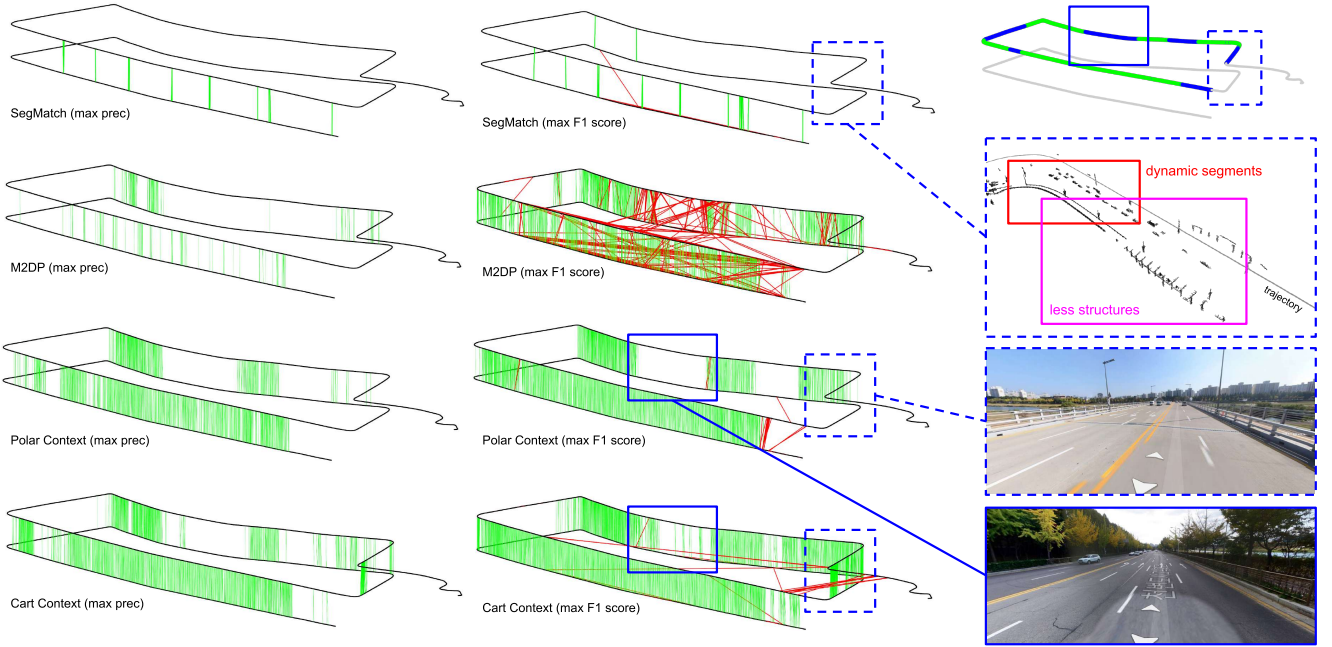 SegMatch (max prec)
SegMatch (max F1 score)
dynamic segments
less structures
trajectory
M2DP (max prec)
M2DP (max F1 score)
Polar Context (max prec)
Polar Context (max F1 score)
Cart Context (max prec)
Cart Context (max F1 score)